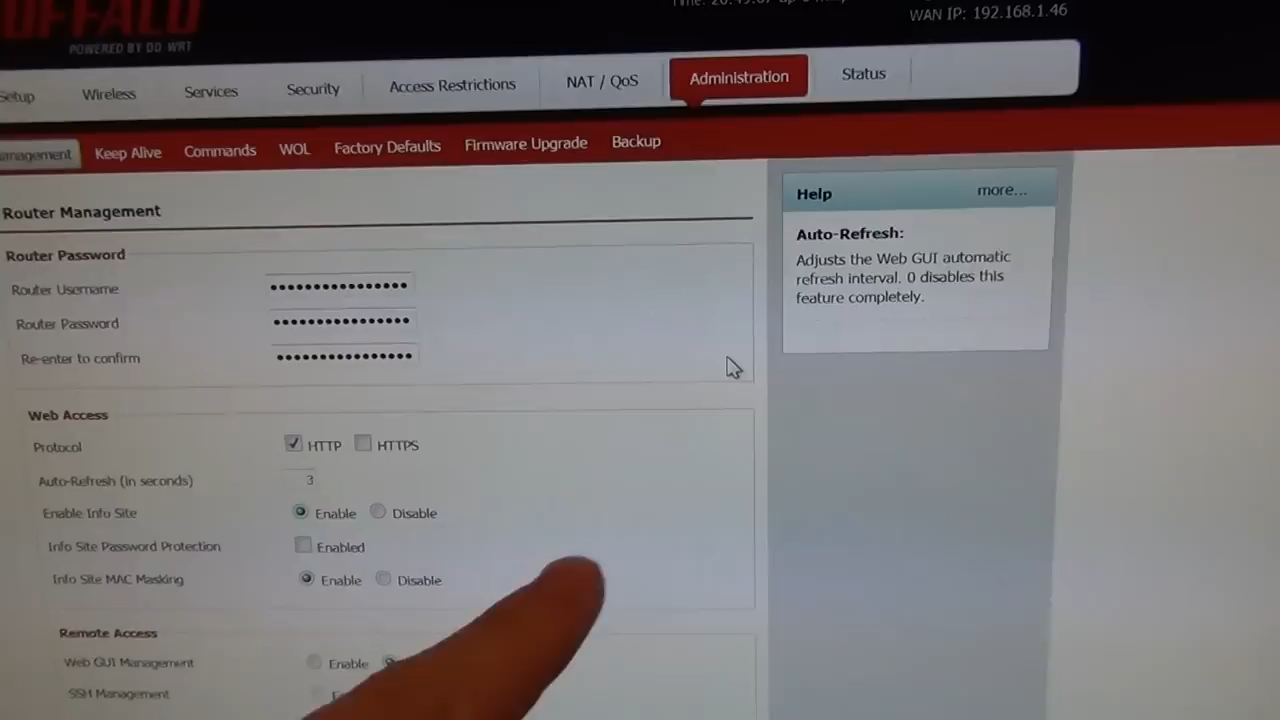 POWERED BY DD-WRT
WAN IP: 192.168.1.46
Setup Wireless Services Security Access Restrictions NAT / QoS Administration Status
Keep Alive Commands WOL Factory Defaults Firmware Upgrade Backup
Router Management
Help more...
Router Password
Auto-Refresh:
Adjusts the Web GUI automatic
refresh interval. 0 disables this
feature completely.
Router Username
Router Password
Re-enter to confirm
Web Access
Protocol HTTP HTTPS
Auto-Refresh (in seconds) 3
Enable Info Site Enable Disable
Info Site Password Protection Enabled
Info Site MAC Masking Enable Disable
Remote Access
Web GUI Management Enable
SSH Management